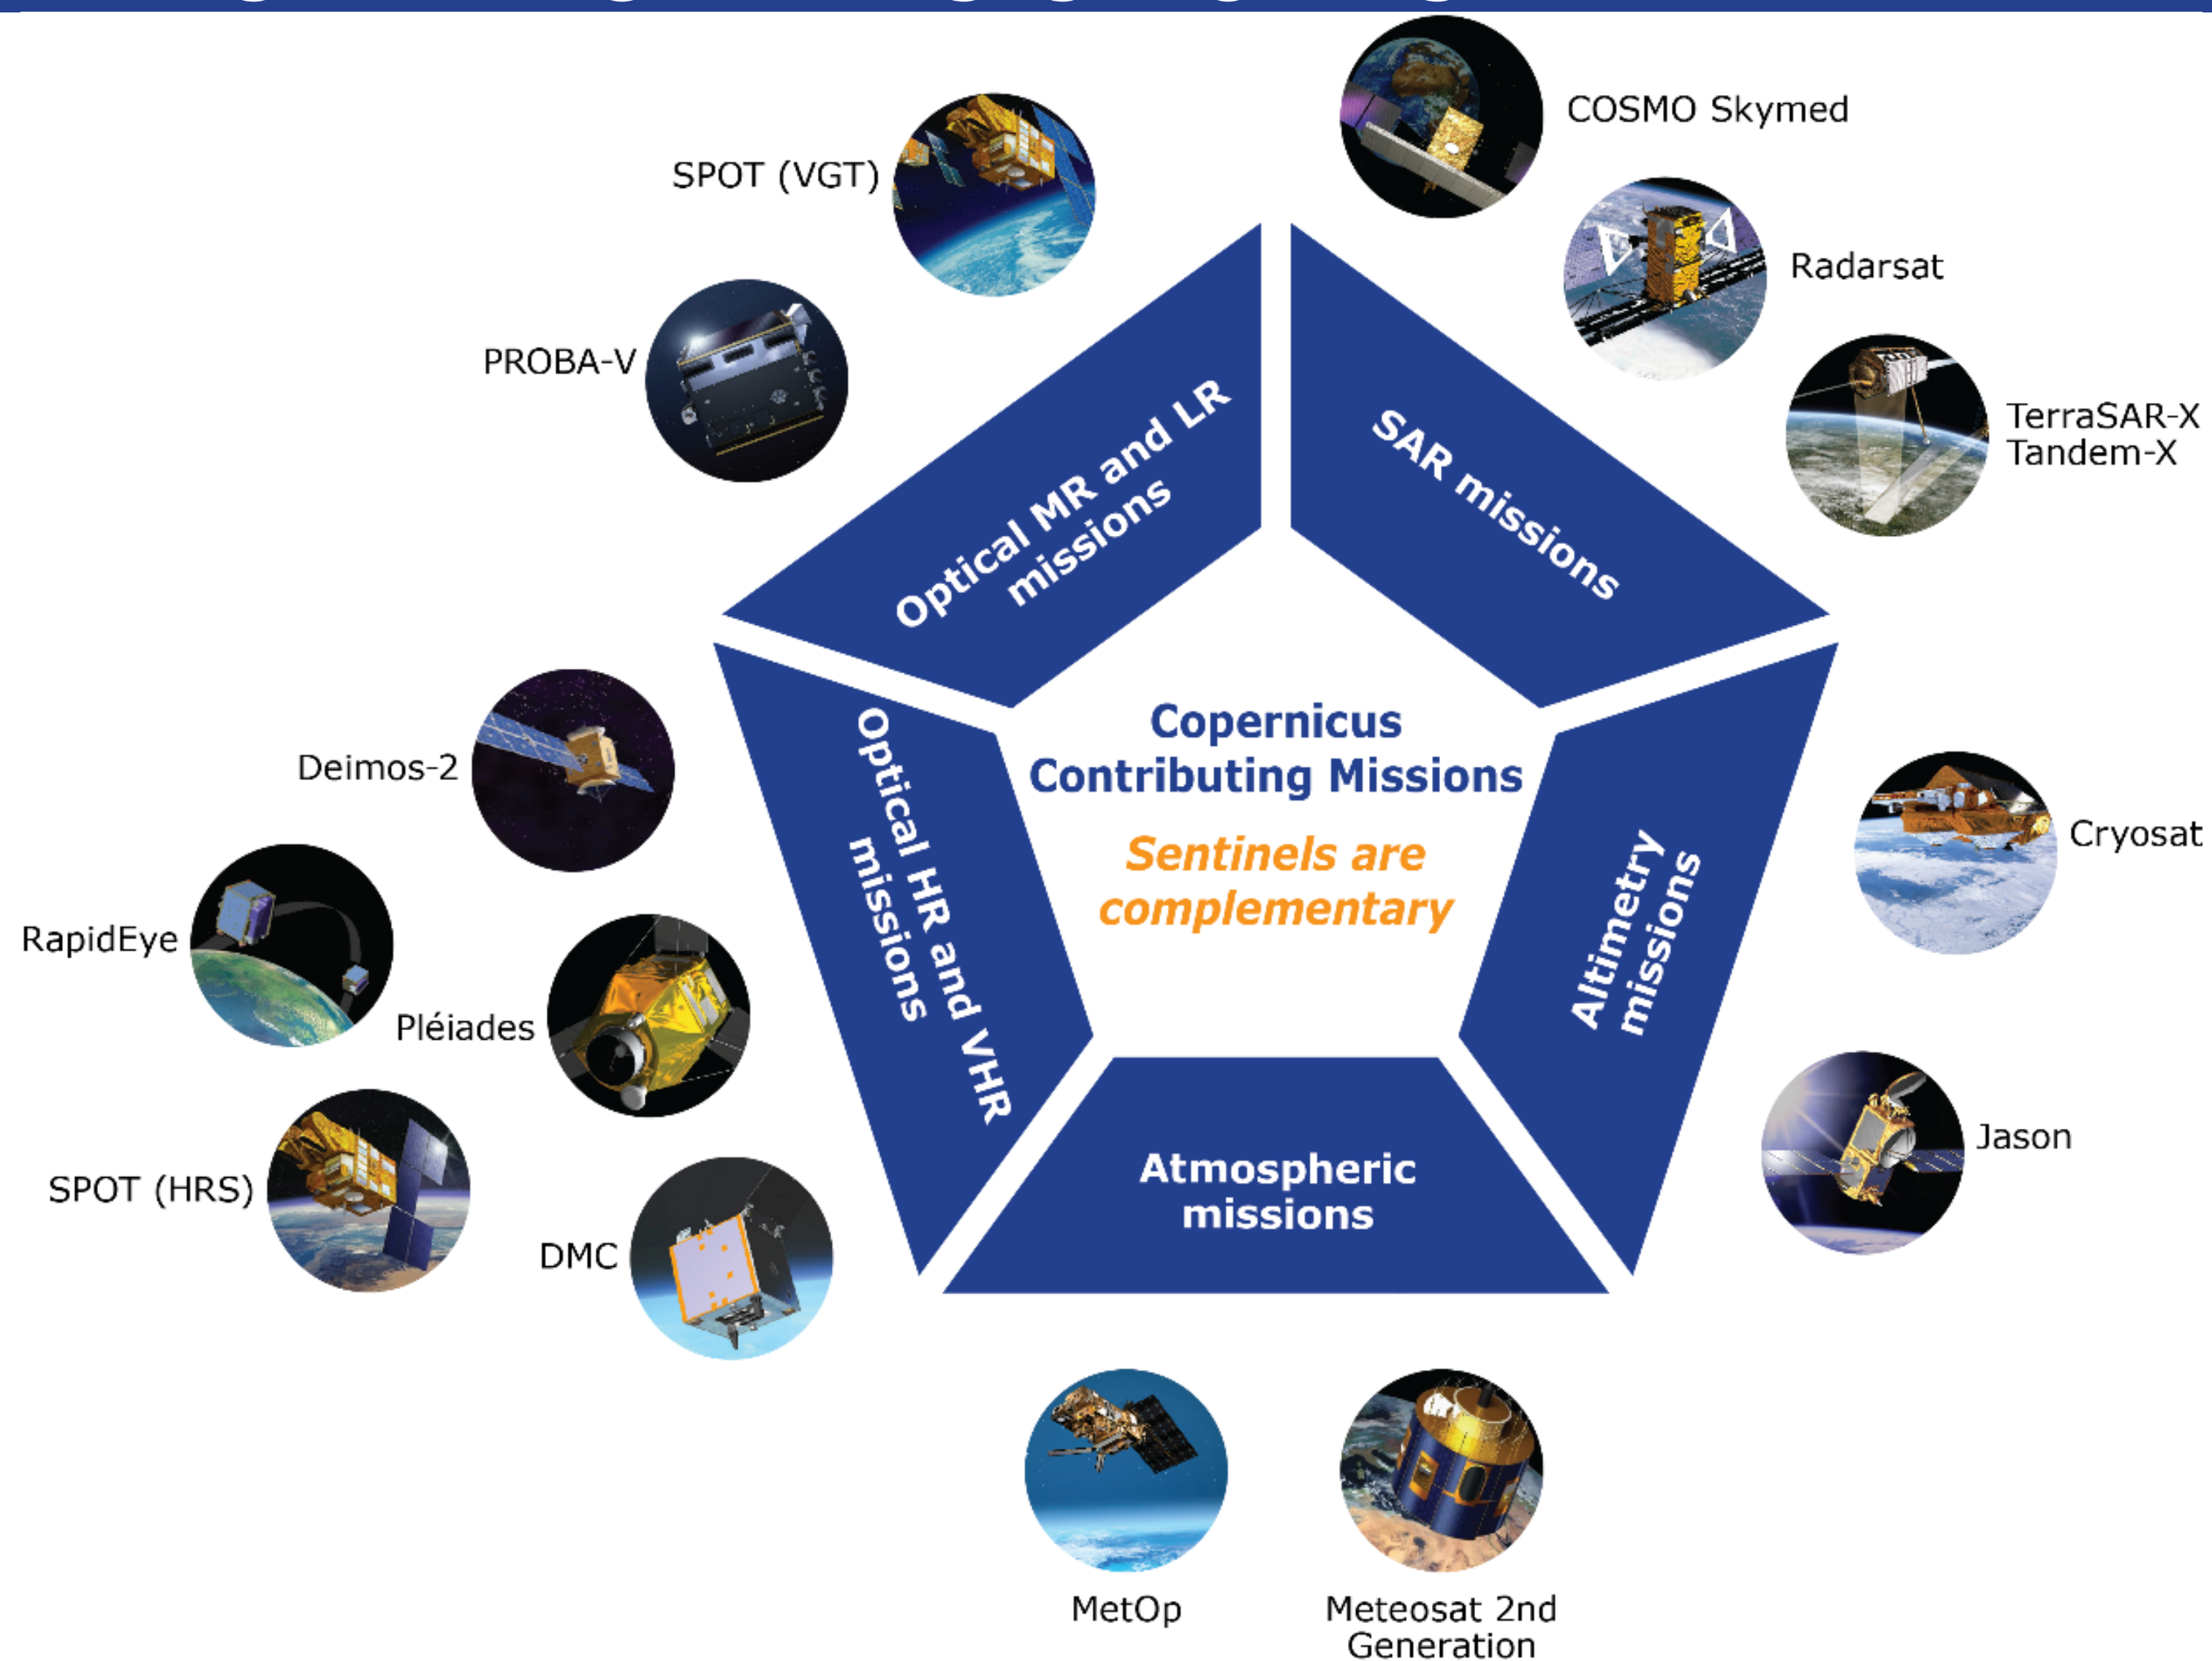 COSMO Skymed
SPOT (VGT)
Radarsat
PROBA-V
TerraSAR-X
Tandem-X
Optical MR and LR
missions
SAR missions
Copernicus
Contributing Missions
Sentinels are
complementary
Deimos-2
RapidEye
Pléiades
SPOT (HRS)
DMC
Optical HR and VHR
missions
Altimetry
missions
Cryosat
Jason
Atmospheric
missions
MetOp
Meteosat 2nd
Generation